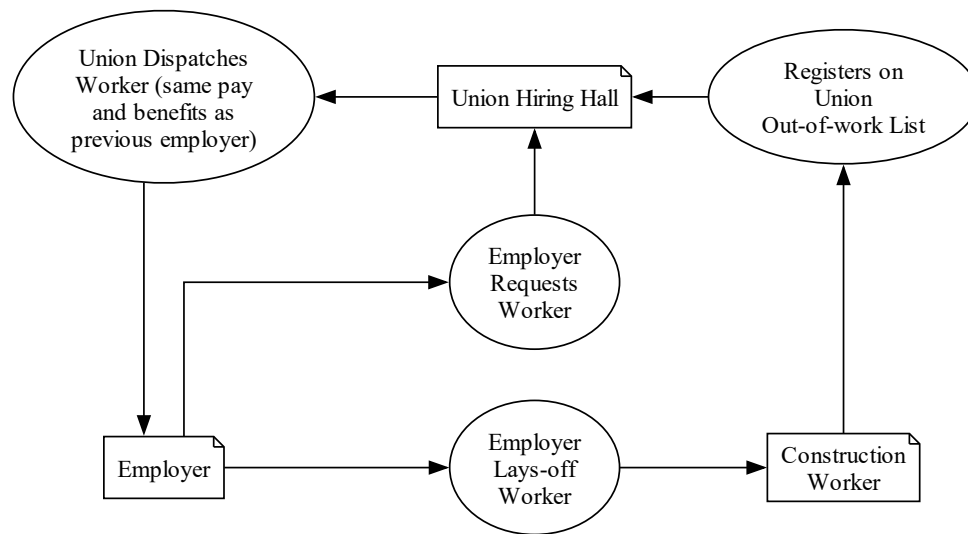 Union Dispatches
Worker (same pay
and benefits as
previous employer)
Union Hiring Hall
Registers on
Union
Out-of-work List
Employer
Requests
Worker
Employer
Employer
Lays-off
Worker
Construction
Worker